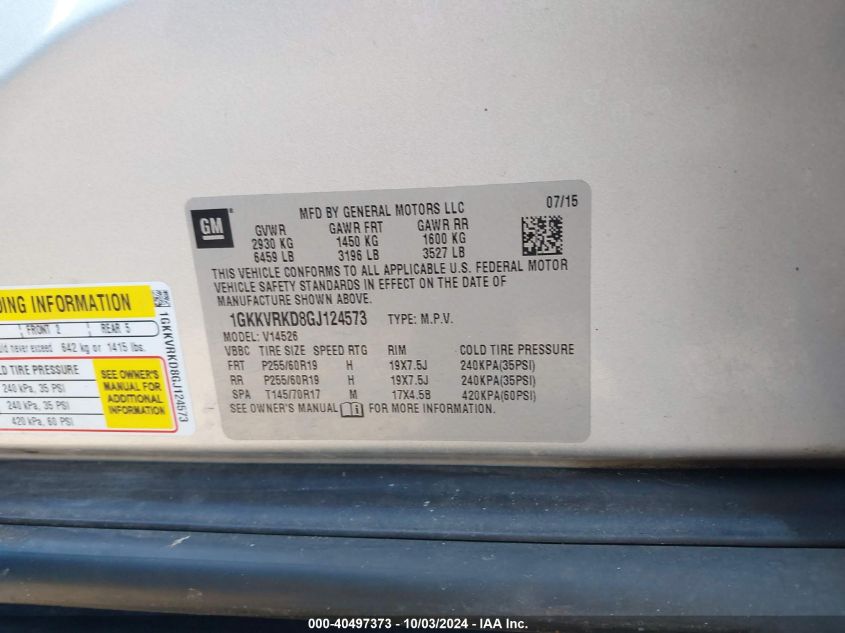 GM
MFD BY GENERAL MOTORS LLC
07/15
GVWR GAWR FRT GAWR RR
2930 KG 1450 KG 1600 KG
6459 LB 3196 LB 3527 LB
THIS VEHICLE CONFORMS TO ALL APPLICABLE U.S. FEDERAL MOTOR
VEHICLE SAFETY STANDARDS IN EFFECT ON THE DATE OF
MANUFACTURE SHOWN ABOVE.
1GKKVRKD8GJ124573 TYPE: M.P.V.
MODEL: V14526
VBBC TIRE SIZE SPEED RTG RIM COLD TIRE PRESSURE
FRT P255/60R19 H 19X7.5J 240KPA(35PSI)
RR P255/60R19 H 19X7.5J 240KPA(35PSI)
SPA T145/70R17 M 17X4.5B 420KPA(60PSI)
SEE OWNER'S MANUAL FOR MORE INFORMATION.
INFORMATION
FRONT 2 REAR 5
never exceed 642 kg or 1415 lbs.
TIRE PRESSURE
240 kPa, 35 PSI
240 kPa, 35 PSI
420 kPa, 60 PSI
SEE OWNER'S
MANUAL FOR
ADDITIONAL
INFORMATION
1GKKVRKD8GJ124573
000-40497373 - 10/03/2024 - IAA Inc.